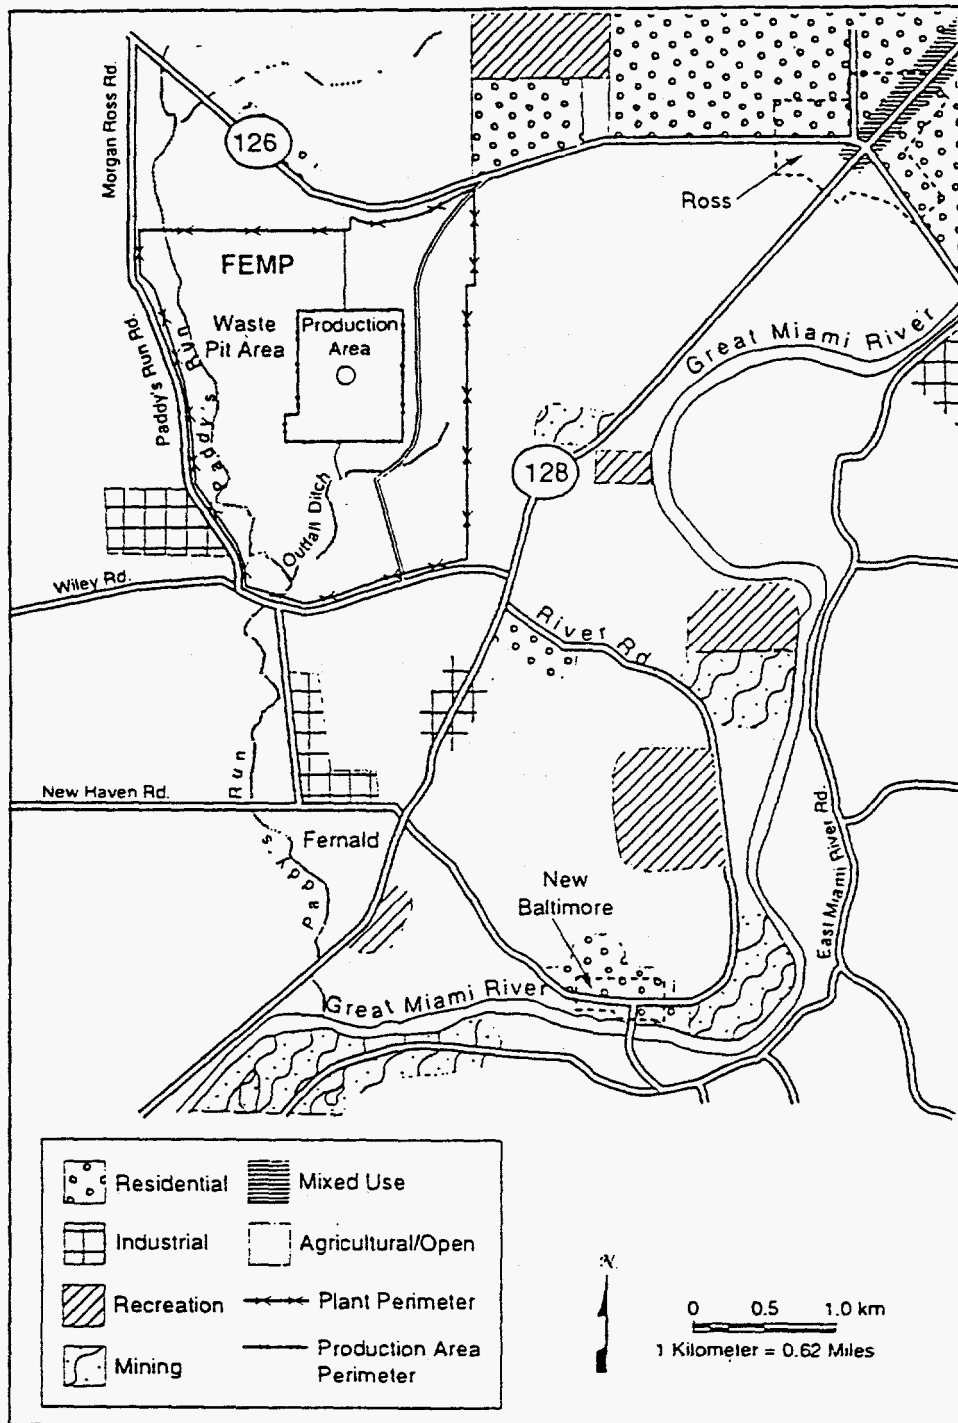 Morgan Ross Rd.
126
Ross
FEMP
Waste
Pit Area
Production
Area
Paddy's Run Rd.
Paddy's Run
Great Miami River
128
Outfall Ditch
Wiley Rd.
River Rd.
New Haven Rd.
Paddy's Run
Fernald
New
Baltimore
East Miami River Rd.
Great Miami River
Residential
Mixed Use
Industrial
Agricultural/Open
Recreation
Plant Perimeter
Mining
Production Area
Perimeter
N
0 0.5 1.0 km
1 Kilometer = 0.62 Miles